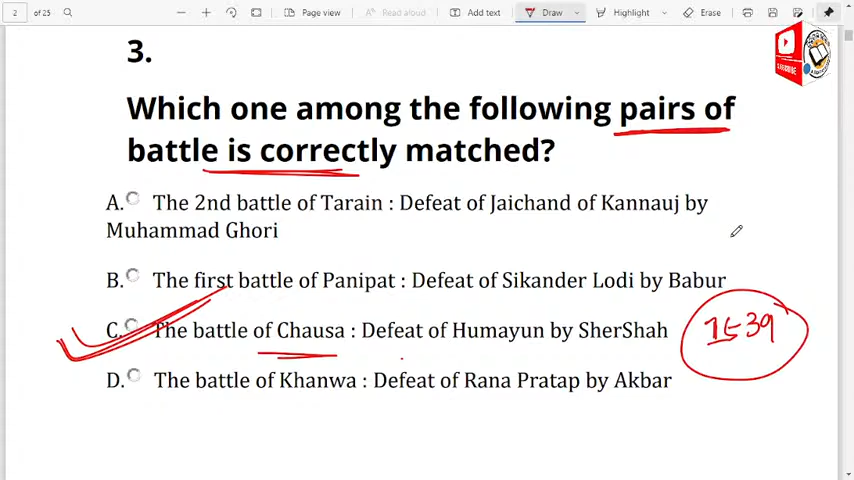 2 of 25 Page view Read aloud Add text Draw Highlight Erase
SUBSCRIBE
3.
Which one among the following pairs of
battle is correctly matched?
A. The 2nd battle of Tarain : Defeat of Jaichand of Kannauj by
Muhammad Ghori
B. The first battle of Panipat : Defeat of Sikander Lodi by Babur
C. The battle of Chausa : Defeat of Humayun by SherShah 1539
D. The battle of Khanwa : Defeat of Rana Pratap by Akbar